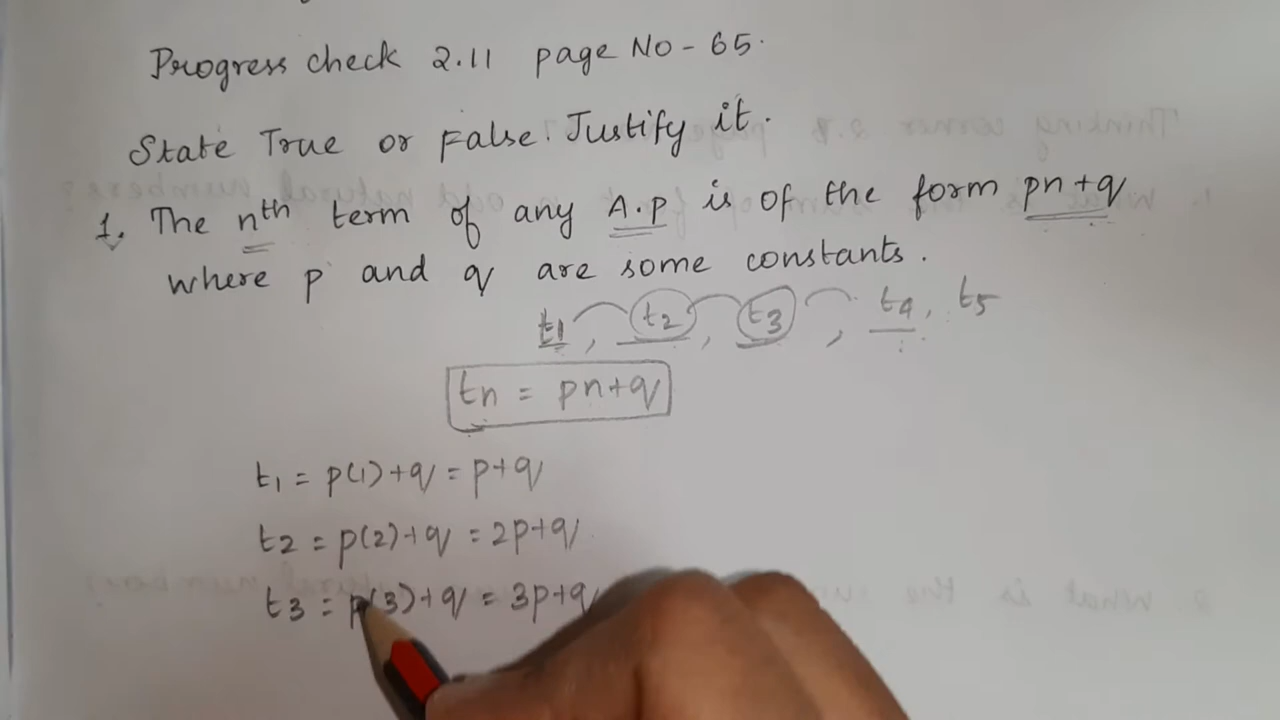 Progress check 2.11 page No - 65.
State True or False. Justify it.
1. The nth term of any A.P is of the form pn+q
where p and q are some constants.
t1, t2, t3, t4, t5
tn = pn+q
t1 = p(1)+q = p+q
t2 = p(2)+q = 2p+q
t3 = p(3)+q = 3p+q